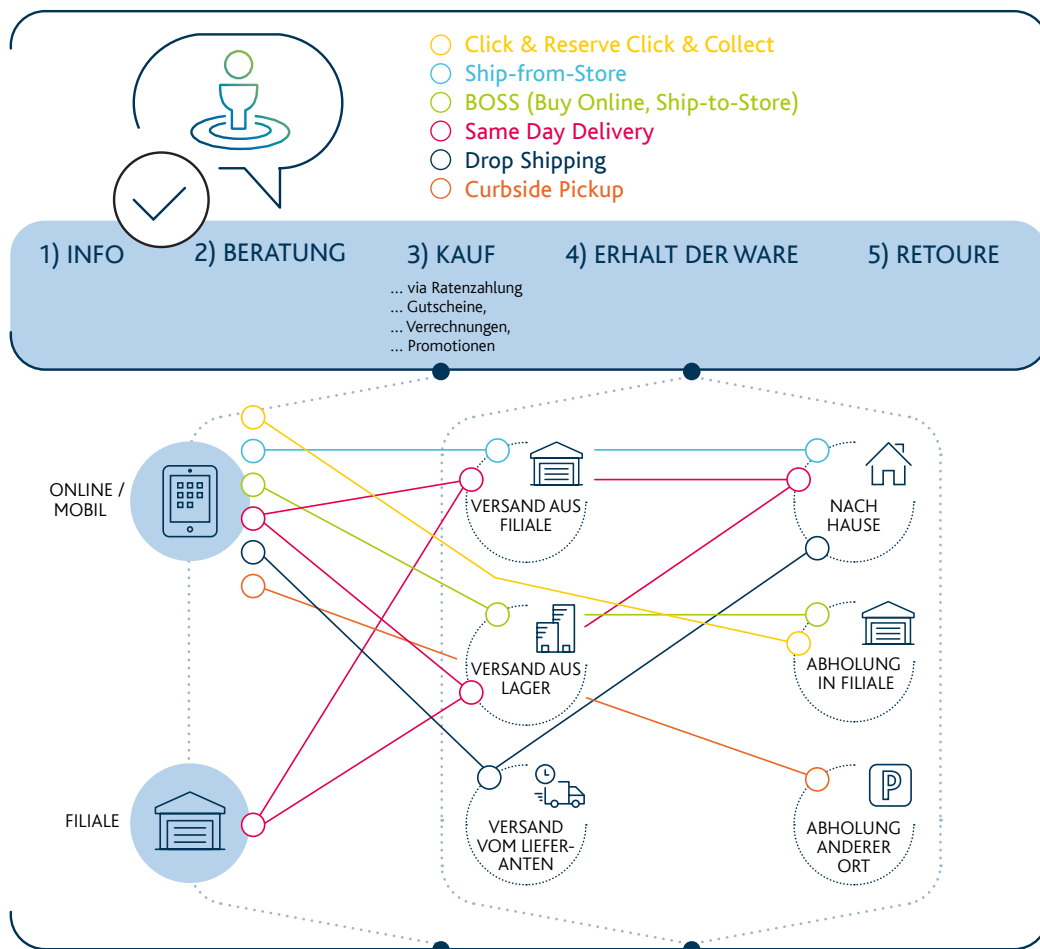 Click & Reserve Click & Collect
Ship-from-Store
BOSS (Buy Online, Ship-to-Store)
Same Day Delivery
Drop Shipping
Curbside Pickup
1) INFO
2) BERATUNG
3) KAUF
4) ERHALT DER WARE
5) RETOURE
... via Ratenzahlung
... Gutscheine,
... Verrechnungen,
... Promotionen
ONLINE /
MOBIL
VERSAND AUS
FILIALE
NACH
HAUSE
VERSAND AUS
LAGER
ABHOLUNG
IN FILIALE
P
FILIALE
VERSAND
VOM LIEFER-
ANTEN
ABHOLUNG
ANDERER
ORT